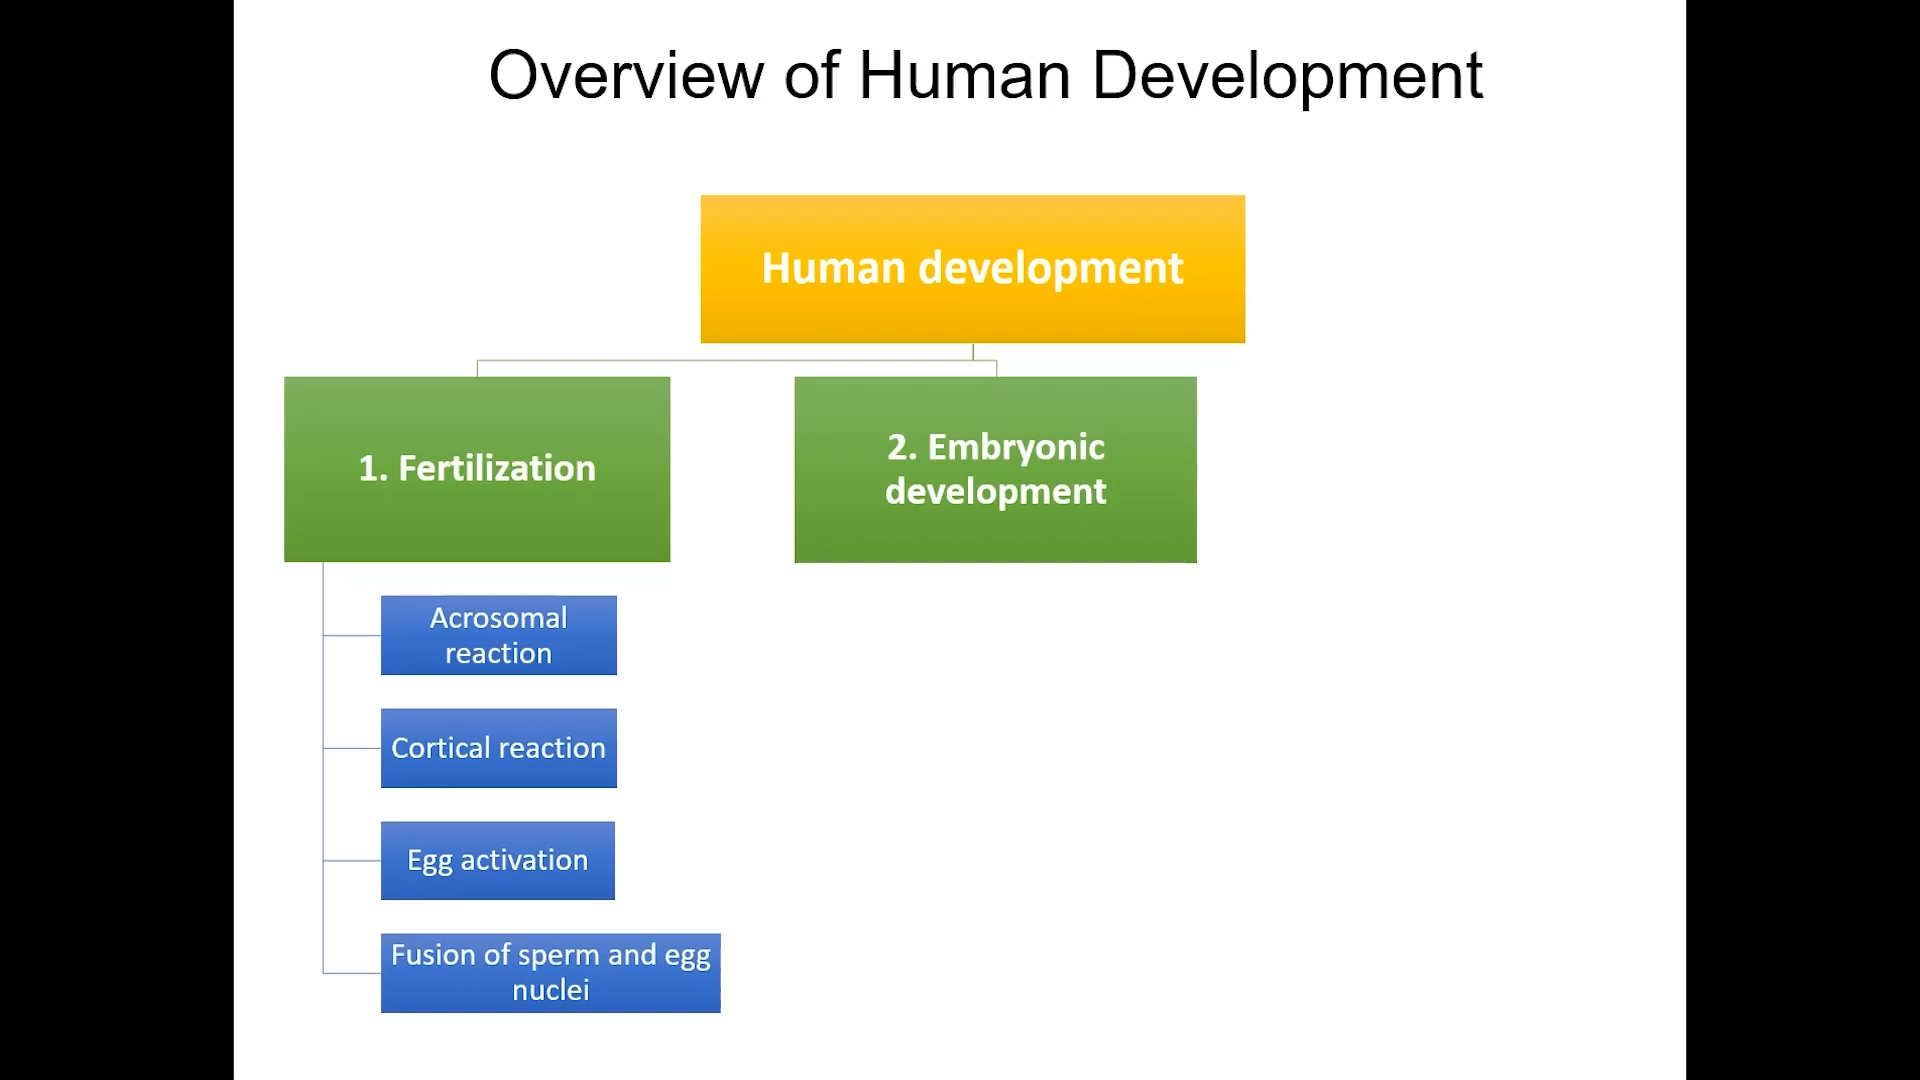 Overview of Human Development
Human development
1. Fertilization
2. Embryonic
development
Acrosomal
reaction
Cortical reaction
Egg activation
Fusion of sperm and egg
nuclei